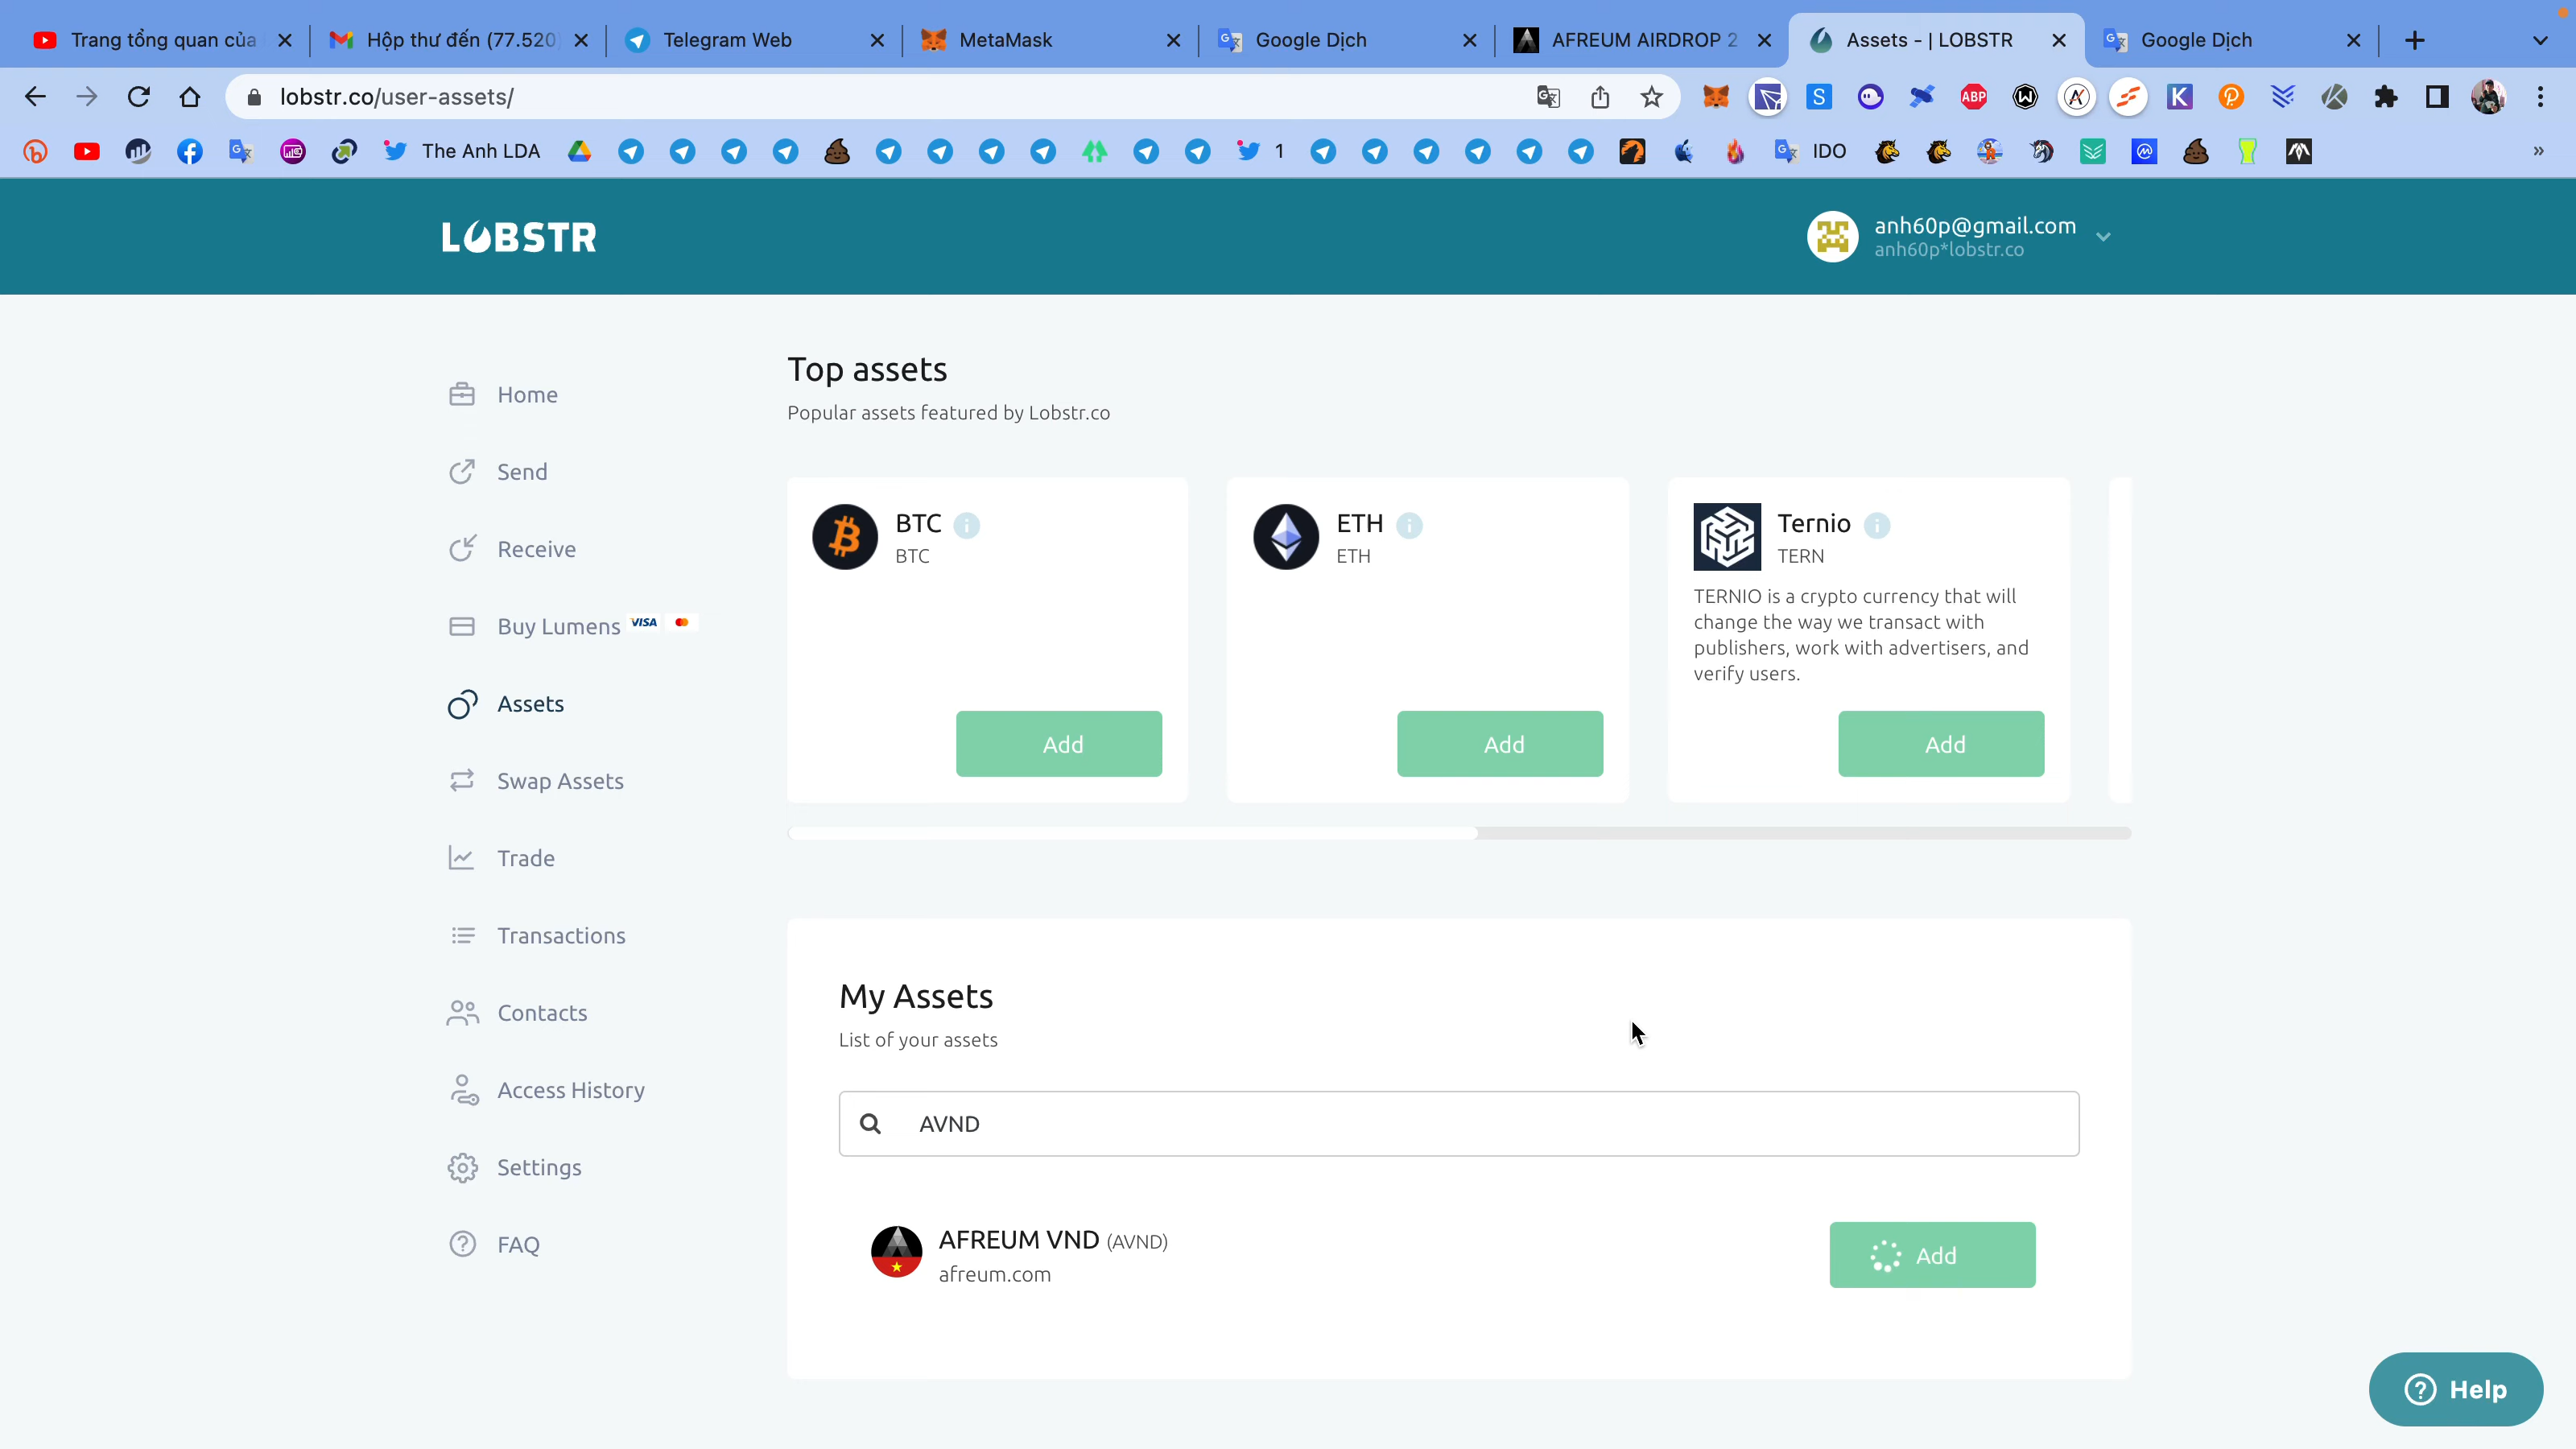 Trang tổng quan của
Hộp thư đến (77.520
Telegram Web
MetaMask
Google Dịch
AFREUM AIRDROP 2
Assets - | LOBSTR
Google Dịch
lobstr.co/user-assets/
ABP
The Anh LDA
1
IDO
LOBSTR
anh60p@gmail.com
anh60p*lobstr.co
Home
Send
Receive
Buy Lumens VISA
Assets
Swap Assets
Trade
Transactions
Contacts
Access History
Settings
FAQ
Top assets
Popular assets featured by Lobstr.co
BTC
BTC
Add
ETH
ETH
Add
Ternio
TERN
TERNIO is a crypto currency that will
change the way we transact with
publishers, work with advertisers, and
verify users.
Add
My Assets
List of your assets
AVND
AFREUM VND (AVND)
afreum.com
Add
Help